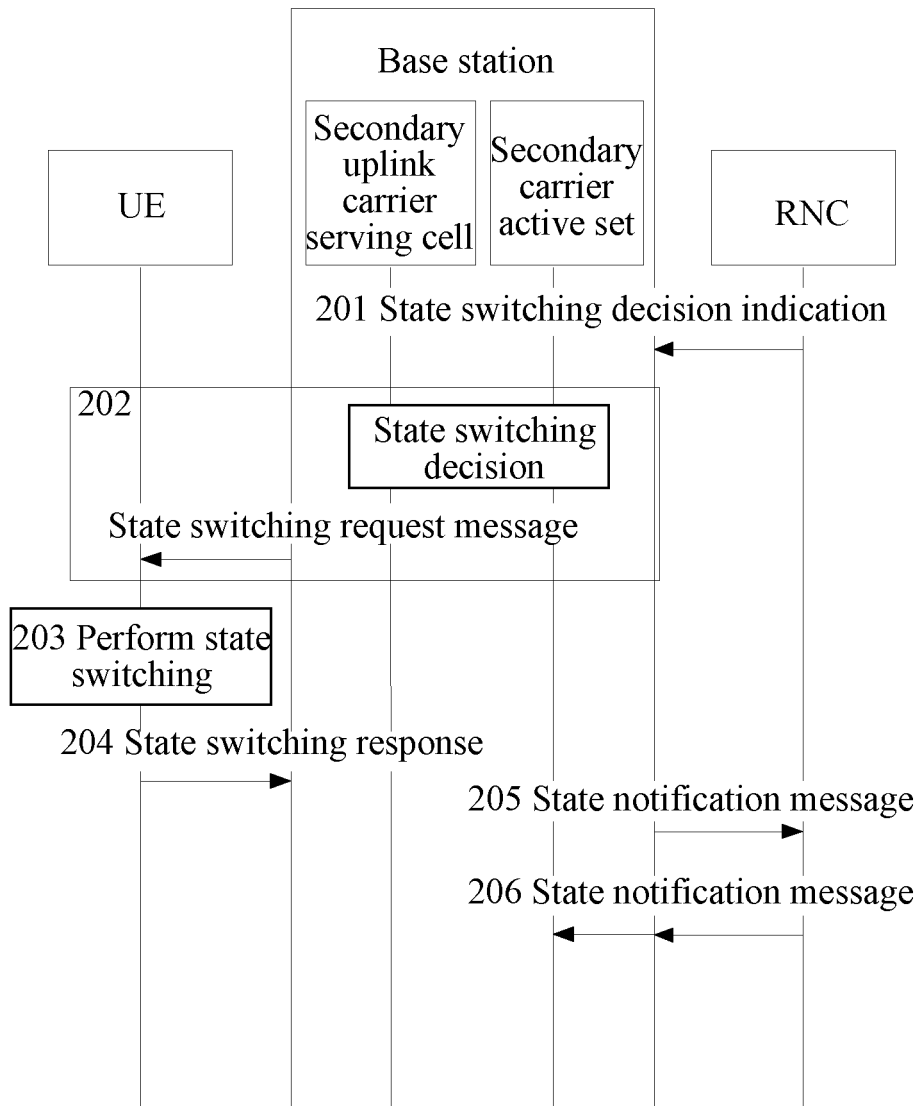 Base station
UE
Secondary
uplink
carrier
serving cell
Secondary
carrier
active set
RNC
201 State switching decision indication
202
State switching
decision
State switching request message
203 Perform state
switching
204 State switching response
205 State notification message
206 State notification message